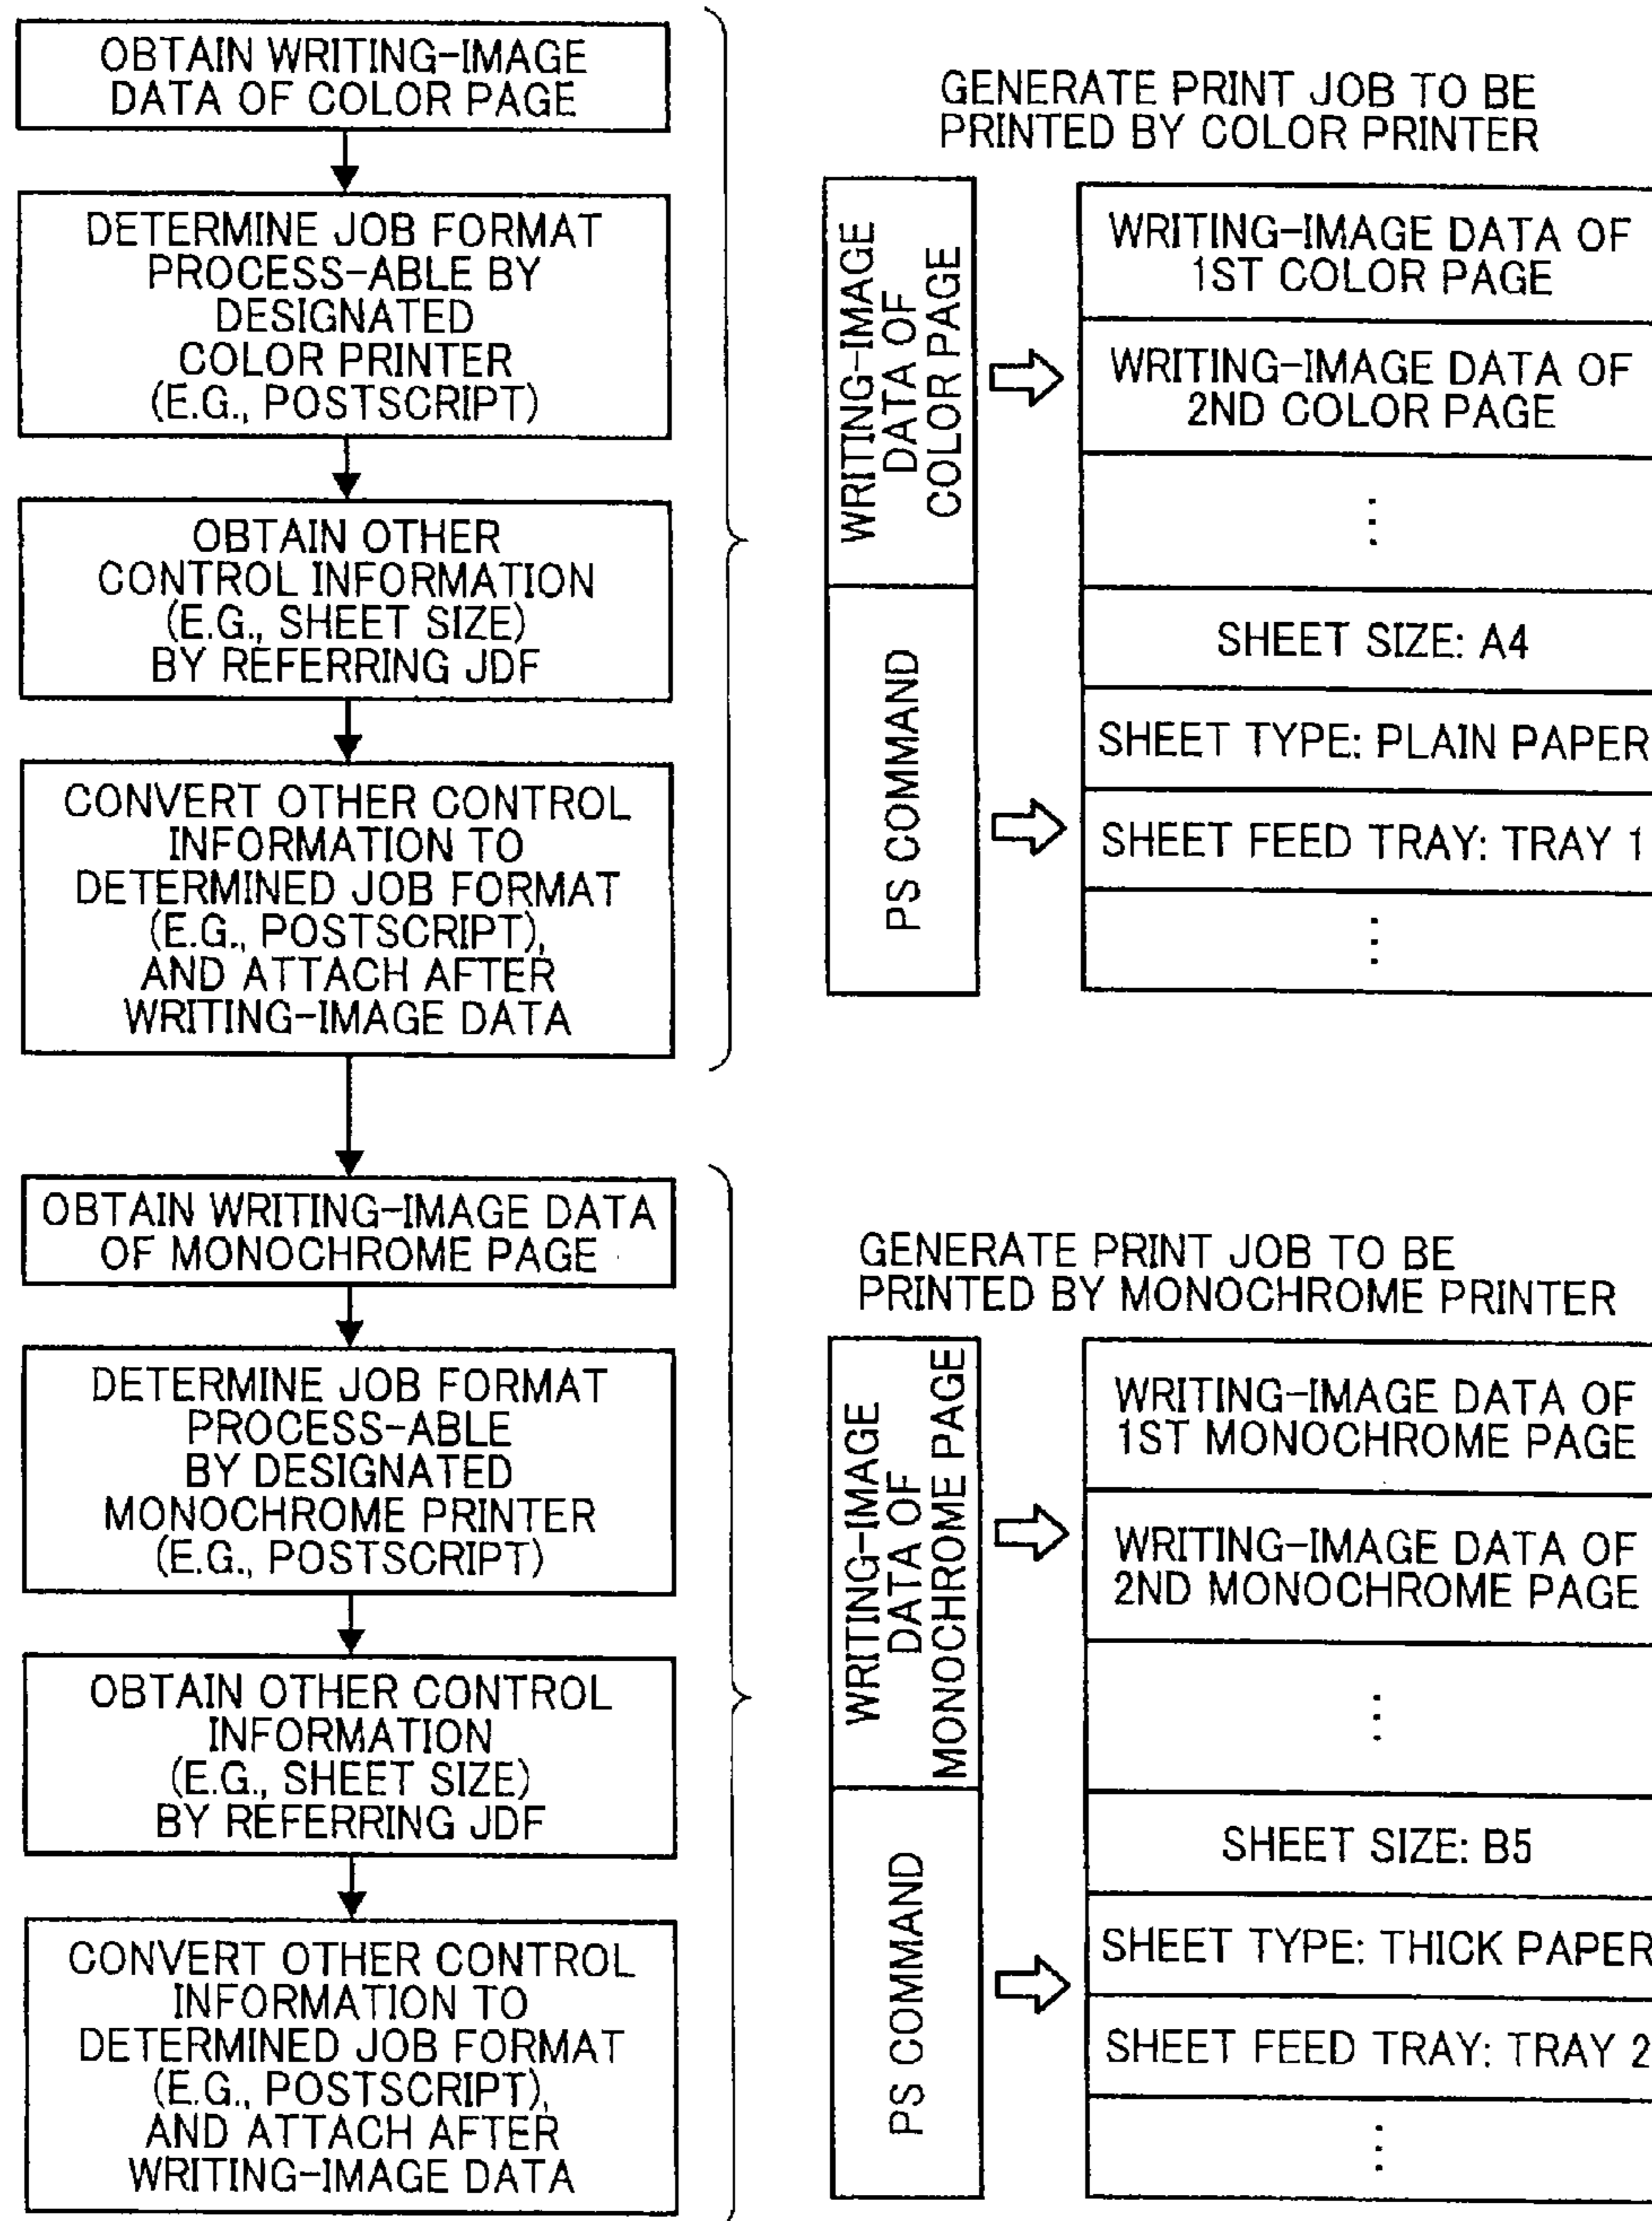 OBTAIN WRITING-IMAGE
DATA OF COLOR PAGE
DETERMINE JOB FORMAT
PROCESS-ABLE BY
DESIGNATED
COLOR PRINTER
(E.G., POSTSCRIPT)
OBTAIN OTHER
CONTROL INFORMATION
(E.G., SHEET SIZE)
BY REFERRING JDF
CONVERT OTHER CONTROL
INFORMATION TO
DETERMINED JOB FORMAT
(E.G., POSTSCRIPT),
AND ATTACH AFTER
WRITING-IMAGE DATA
GENERATE PRINT JOB TO BE
PRINTED BY COLOR PRINTER
WRITING-IMAGE
DATA OF
COLOR PAGE
PS COMMAND
WRITING-IMAGE DATA OF
1ST COLOR PAGE
WRITING-IMAGE DATA OF
2ND COLOR PAGE
⋮
SHEET SIZE: A4
SHEET TYPE: PLAIN PAPER
SHEET FEED TRAY: TRAY 1
⋮
OBTAIN WRITING-IMAGE DATA
OF MONOCHROME PAGE
DETERMINE JOB FORMAT
PROCESS-ABLE
BY DESIGNATED
MONOCHROME PRINTER
(E.G., POSTSCRIPT)
OBTAIN OTHER CONTROL
INFORMATION
(E.G., SHEET SIZE)
BY REFERRING JDF
CONVERT OTHER CONTROL
INFORMATION TO
DETERMINED JOB FORMAT
(E.G., POSTSCRIPT),
AND ATTACH AFTER
WRITING-IMAGE DATA
GENERATE PRINT JOB TO BE
PRINTED BY MONOCHROME PRINTER
WRITING-IMAGE
DATA OF
MONOCHROME PAGE
PS COMMAND
WRITING-IMAGE DATA OF
1ST MONOCHROME PAGE
WRITING-IMAGE DATA OF
2ND MONOCHROME PAGE
⋮
SHEET SIZE: B5
SHEET TYPE: THICK PAPER
SHEET FEED TRAY: TRAY 2
⋮